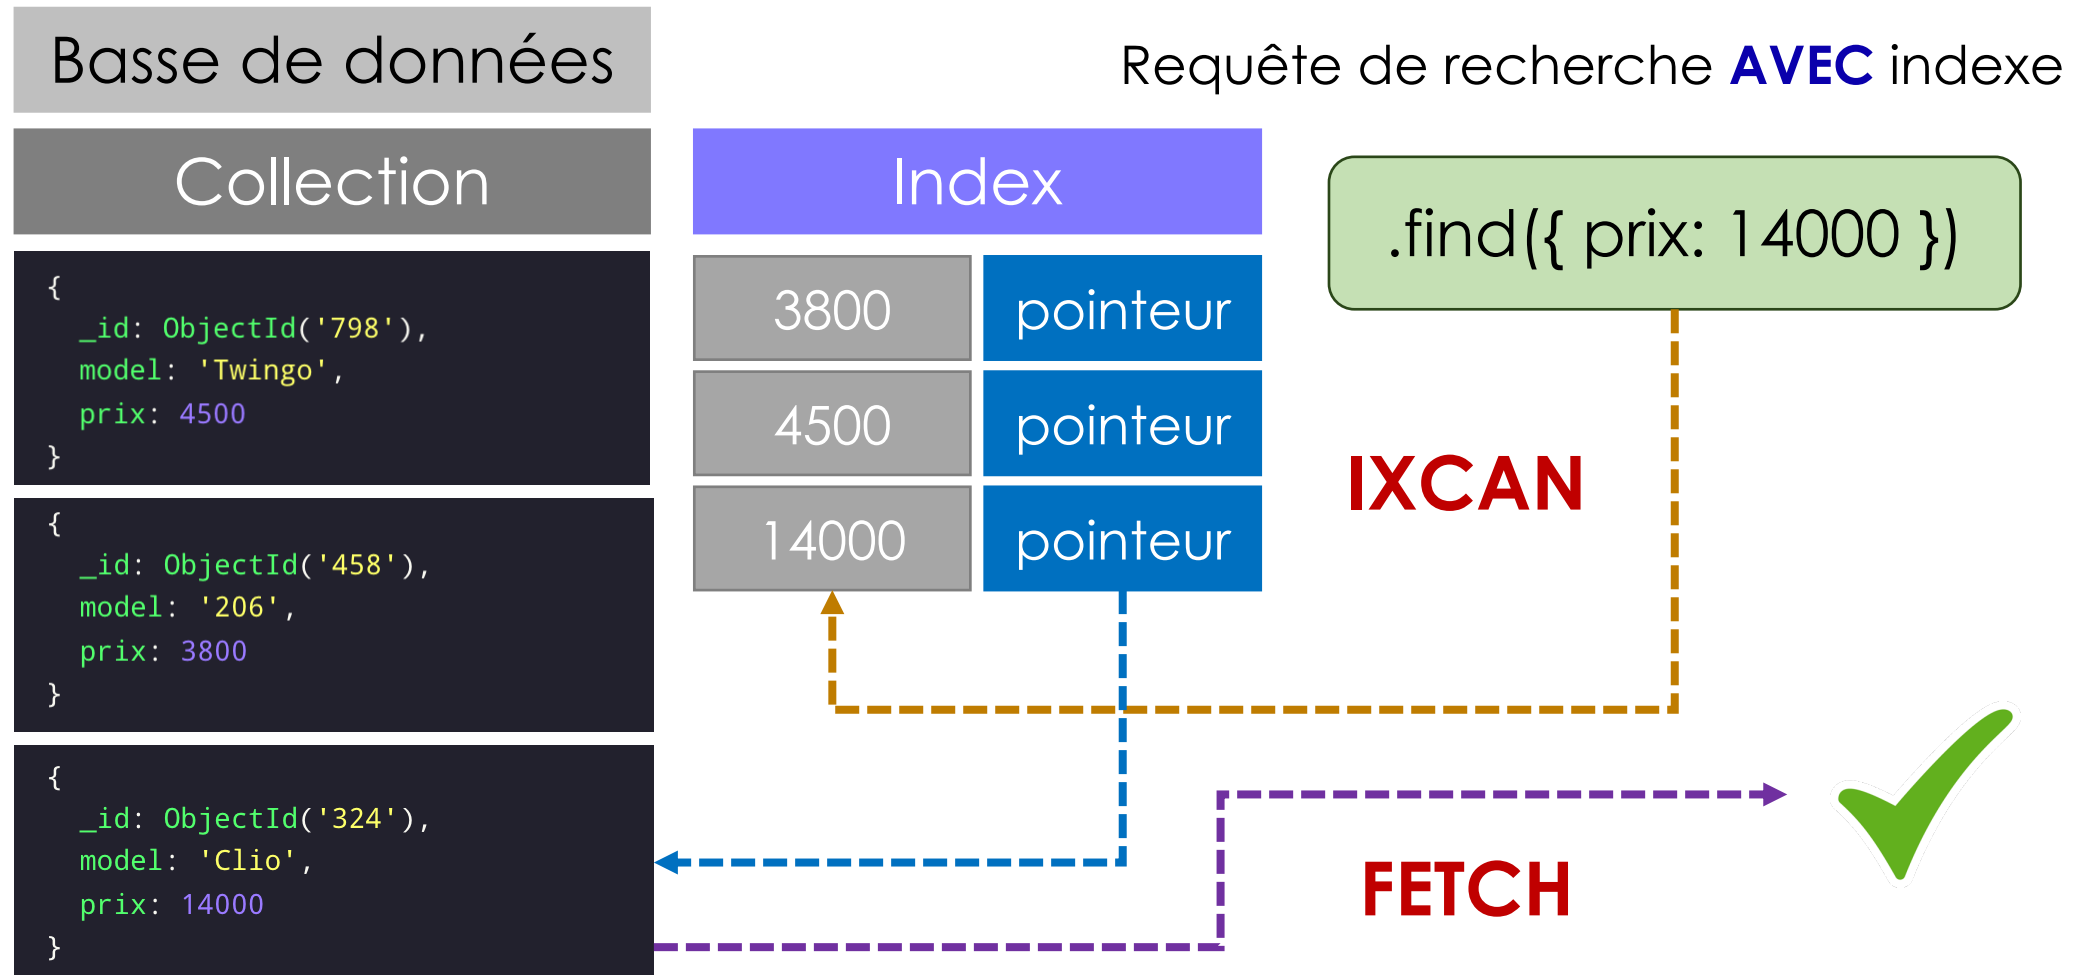 Basse de données
Requête de recherche AVEC indexe
Collection
Index
.find({ prix: 14000 })
{
_id: ObjectId('798'),
model: 'Twingo',
prix: 4500
}
{
_id: ObjectId('458'),
model: '206',
prix: 3800
}
{
_id: ObjectId('324'),
model: 'Clio',
prix: 14000
}
3800 pointeur
4500 pointeur
14000 pointeur
IXCAN
FETCH